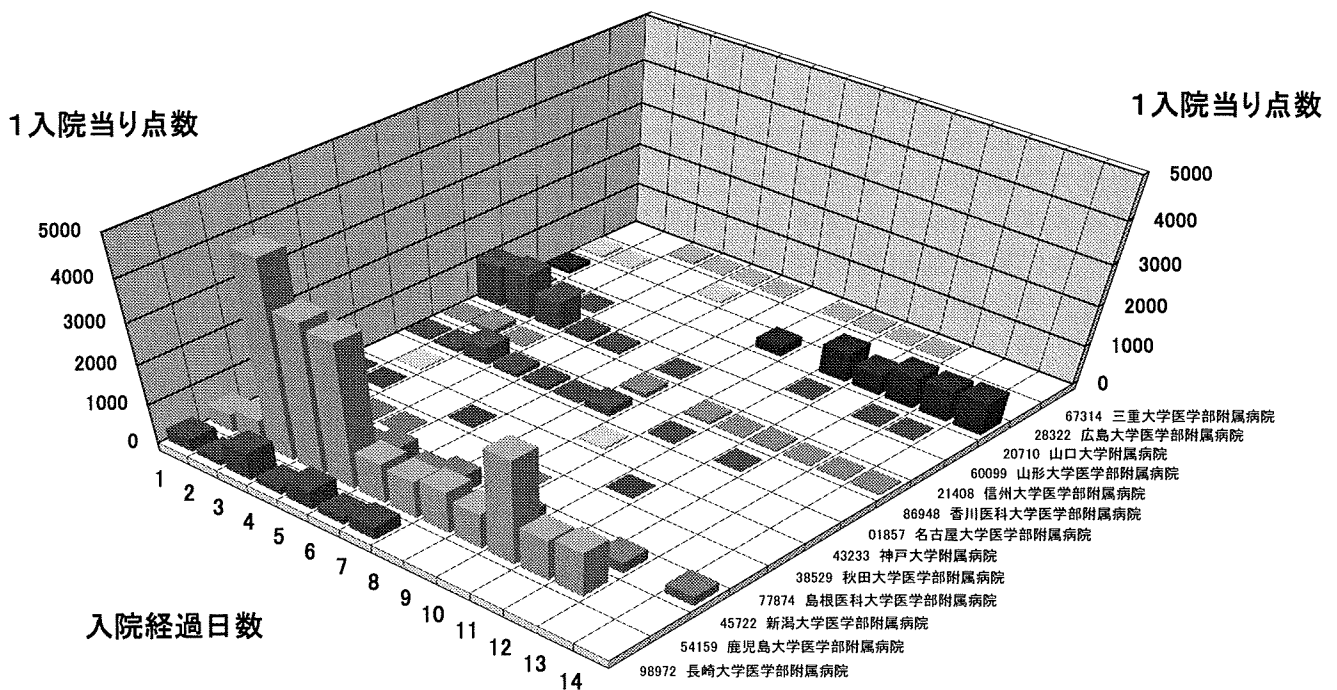 1入院当り点数
5000
4000
3000
2000
1000
0
1
2
3
4
5
6
7
8
9
10
11
12
13
14
入院経過日数
1入院当り点数
5000
4000
3000
2000
1000
0
67314 三重大学医学部附属病院
28322 広島大学医学部附属病院
20710 山口大学附属病院
60099 山形大学医学部附属病院
21408 信州大学医学部附属病院
86948 香川医科大学医学部附属病院
01857 名古屋大学医学部附属病院
43233 神戸大学附属病院
38529 秋田大学医学部附属病院
77874 島根医科大学医学部附属病院
45722 新潟大学医学部附属病院
54159 鹿児島大学医学部附属病院
98972 長崎大学医学部附属病院